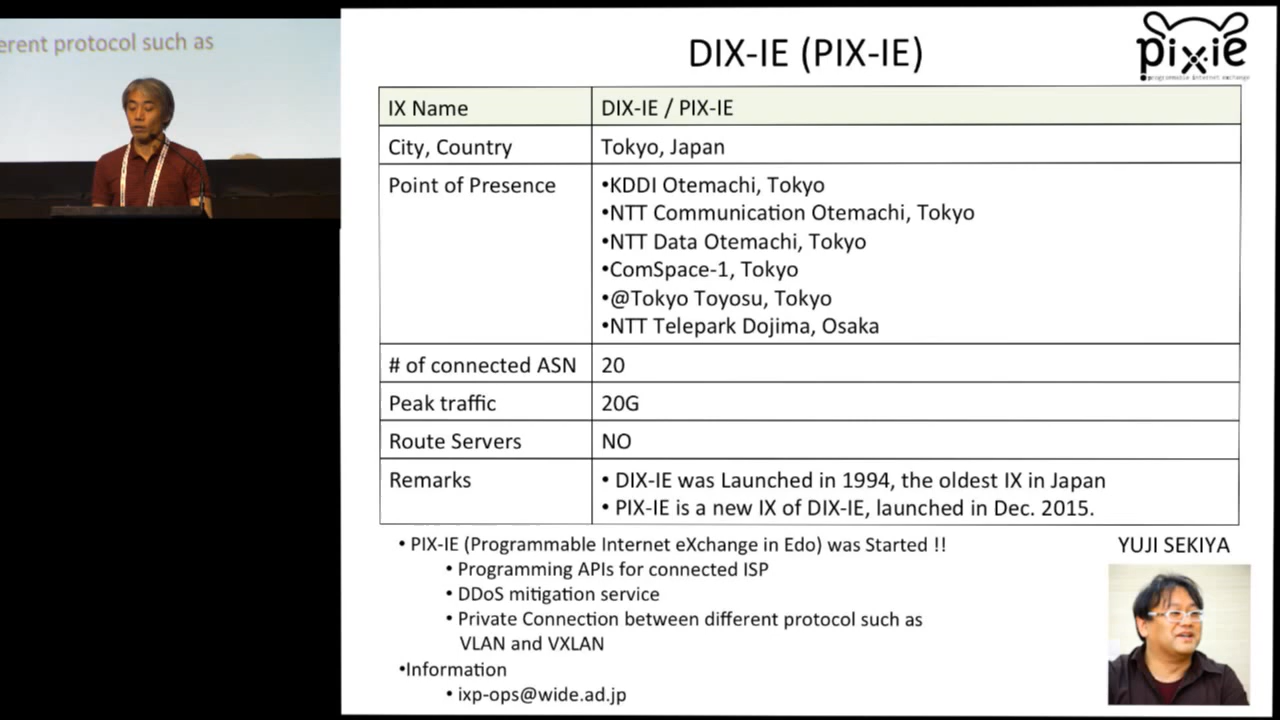 erent protocol such as
DIX-IE (PIX-IE)
pixie
programmable internet exchange
IX Name
DIX-IE / PIX-IE
City, Country
Tokyo, Japan
Point of Presence
•KDDI Otemachi, Tokyo
•NTT Communication Otemachi, Tokyo
•NTT Data Otemachi, Tokyo
•ComSpace-1, Tokyo
•@Tokyo Toyosu, Tokyo
•NTT Telepark Dojima, Osaka
# of connected ASN
20
Peak traffic
20G
Route Servers
NO
Remarks
• DIX-IE was Launched in 1994, the oldest IX in Japan
• PIX-IE is a new IX of DIX-IE, launched in Dec. 2015.
• PIX-IE (Programmable Internet eXchange in Edo) was Started !!
• Programming APIs for connected ISP
• DDoS mitigation service
• Private Connection between different protocol such as
VLAN and VXLAN
•Information
• ixp-ops@wide.ad.jp
YUJI SEKIYA